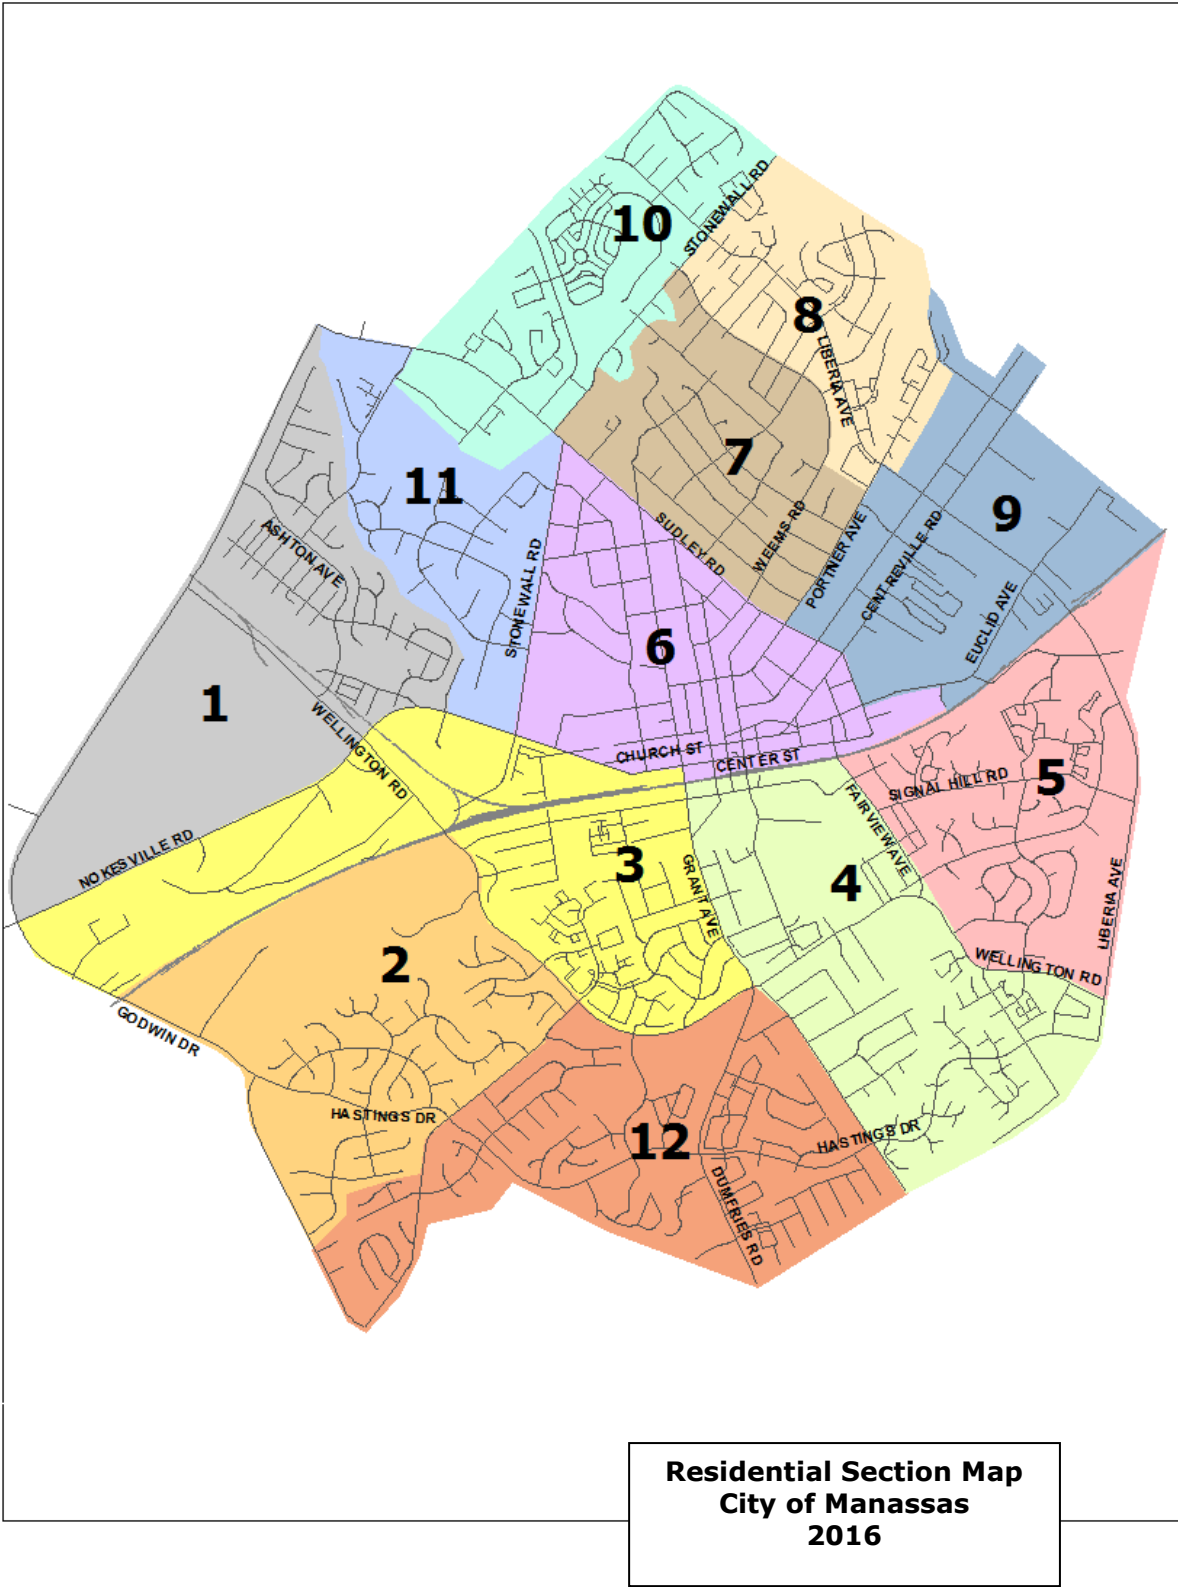 10
STONEWALL RD
8
LIBERIA AVE
7
11
9
ASHTON AVE
SUDLEY RD
WEEMS RD
PORTNER AVE
CENTREVILLE RD
STONEWALL RD
EUCLID AVE
6
1
WELLINGTON RD
CHURCH ST
CENTER ST
5
SIGNAL HILL RD
FAIRVIEW AVE
NOKESVILLE RD
3
GRANT AVE
4
LIBERIA AVE
2
WELLINGTON RD
GODWIN DR
HASTINGS DR
12
HASTINGS DR
DUMFRIES RD
Residential Section Map
City of Manassas
2016